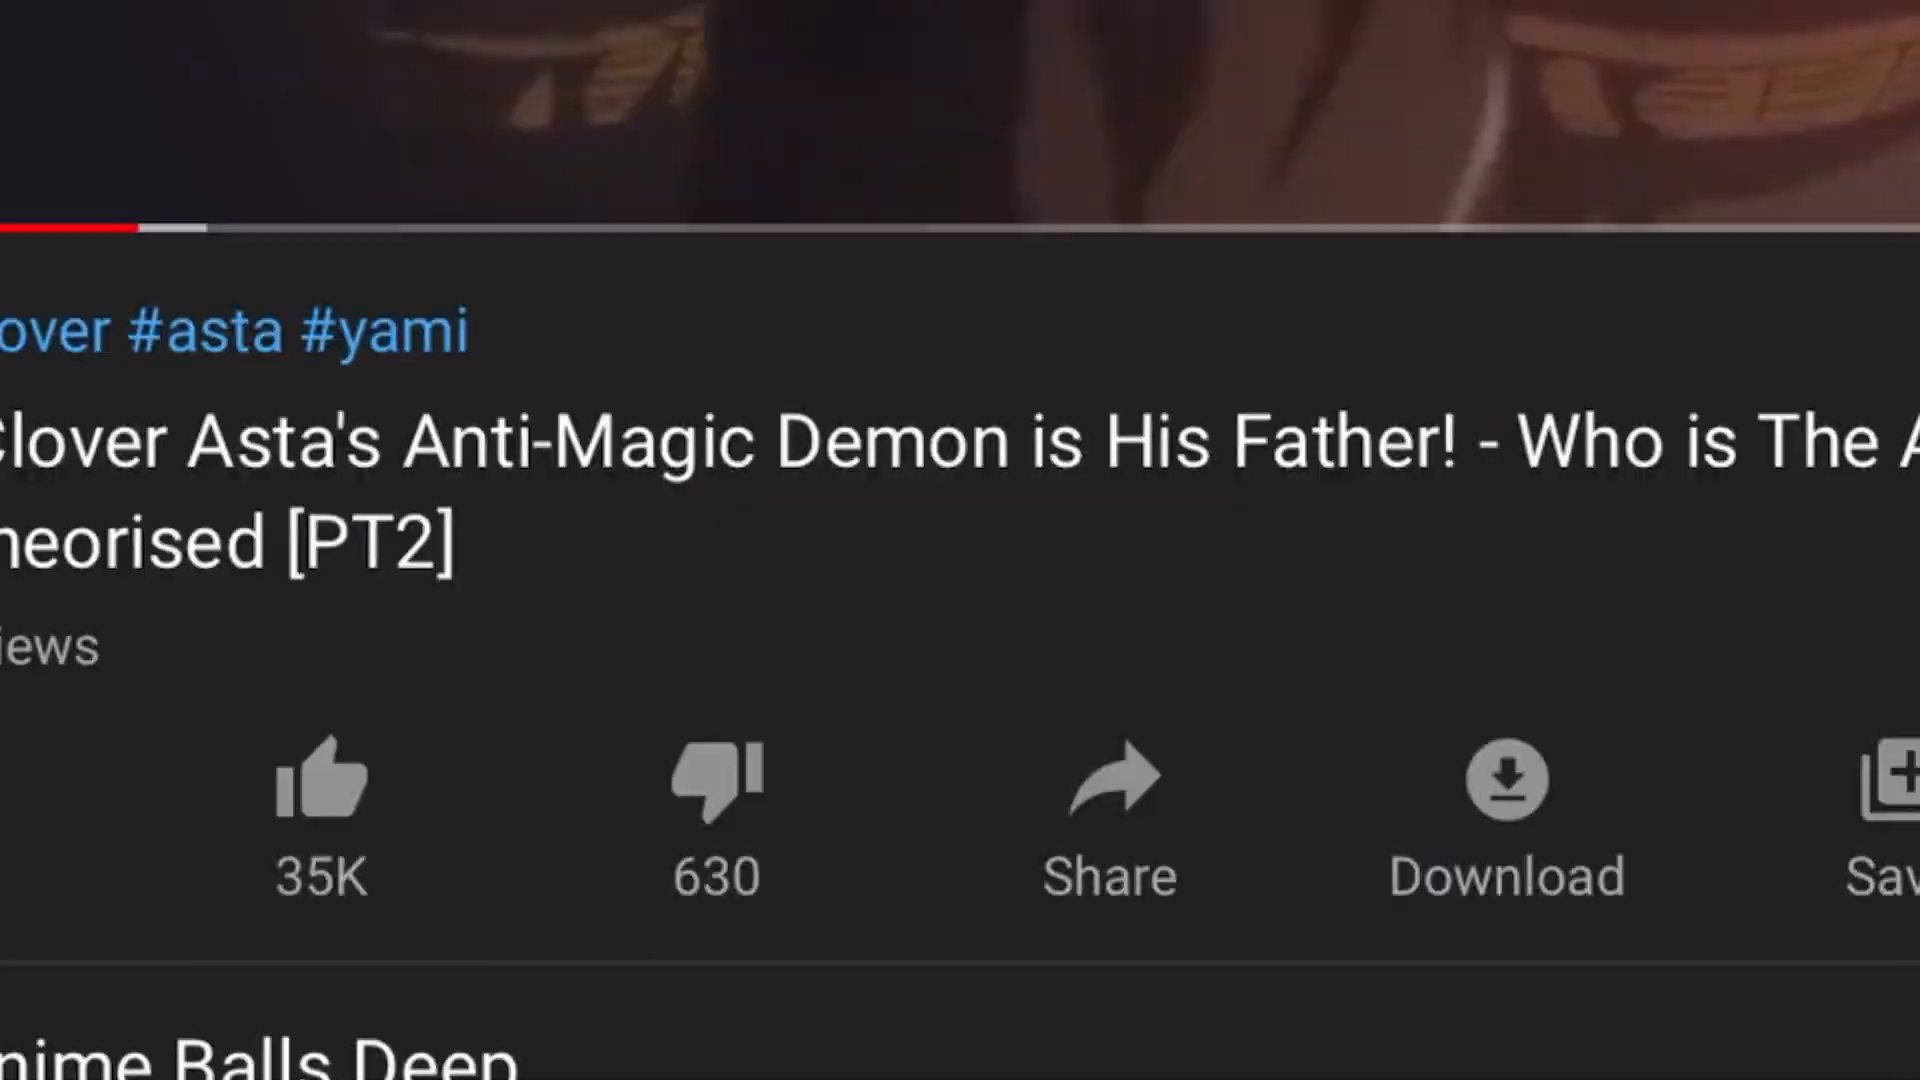 over #asta #yami
Clover Asta's Anti-Magic Demon is His Father! - Who is The A
heorised [PT2]
iews
35K
630
Share
Download
Sav
nime Balls Deep